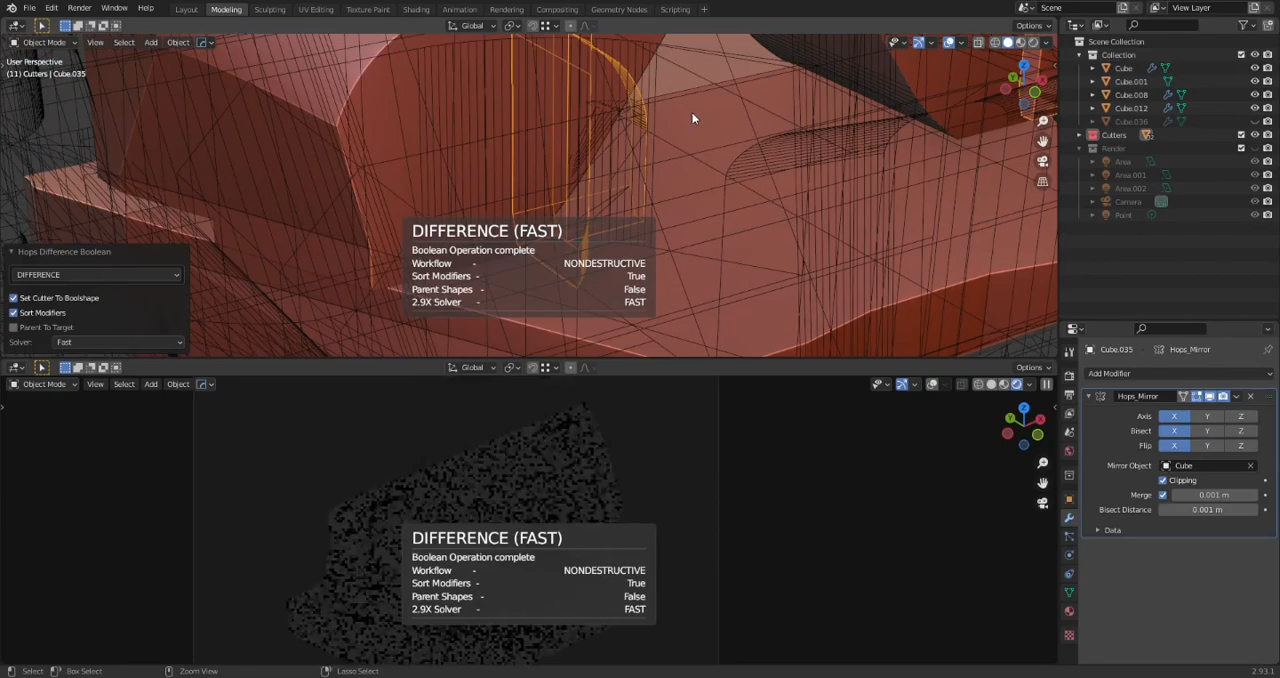 File Edit Render Window Help Layout Modeling Sculpting UV Editing Texture Paint Shading Animation Rendering Compositing Geometry Nodes Scripting + Scene View Layer
Global Options
Object Mode View Select Add Object
User Perspective
(11) Cutters | Cube.035
Scene Collection
Collection
Cube
Cube.001
Cube.008
Cube.012
Cube.036
Cutters
Render
Area
Area.001
Area.002
Camera
Point
Hops Difference Boolean
DIFFERENCE
Set Cutter To Boolshape
Sort Modifiers
Parent To Target
Solver: Fast
DIFFERENCE (FAST)
Boolean Operation complete
Workflow - NONDESTRUCTIVE
Sort Modifiers - True
Parent Shapes - False
2.9X Solver - FAST
Global Options
Object Mode View Select Add Object
DIFFERENCE (FAST)
Boolean Operation complete
Workflow - NONDESTRUCTIVE
Sort Modifiers - True
Parent Shapes - False
2.9X Solver - FAST
Cube.035 Hops_Mirror
Add Modifier
Hops_Mirror
Axis X Y Z
Bisect X Y Z
Flip X Y Z
Mirror Object Cube
Clipping
Merge 0.001 m
Bisect Distance 0.001 m
Data
Select Box Select Zoom View Lasso Select 2.93.1